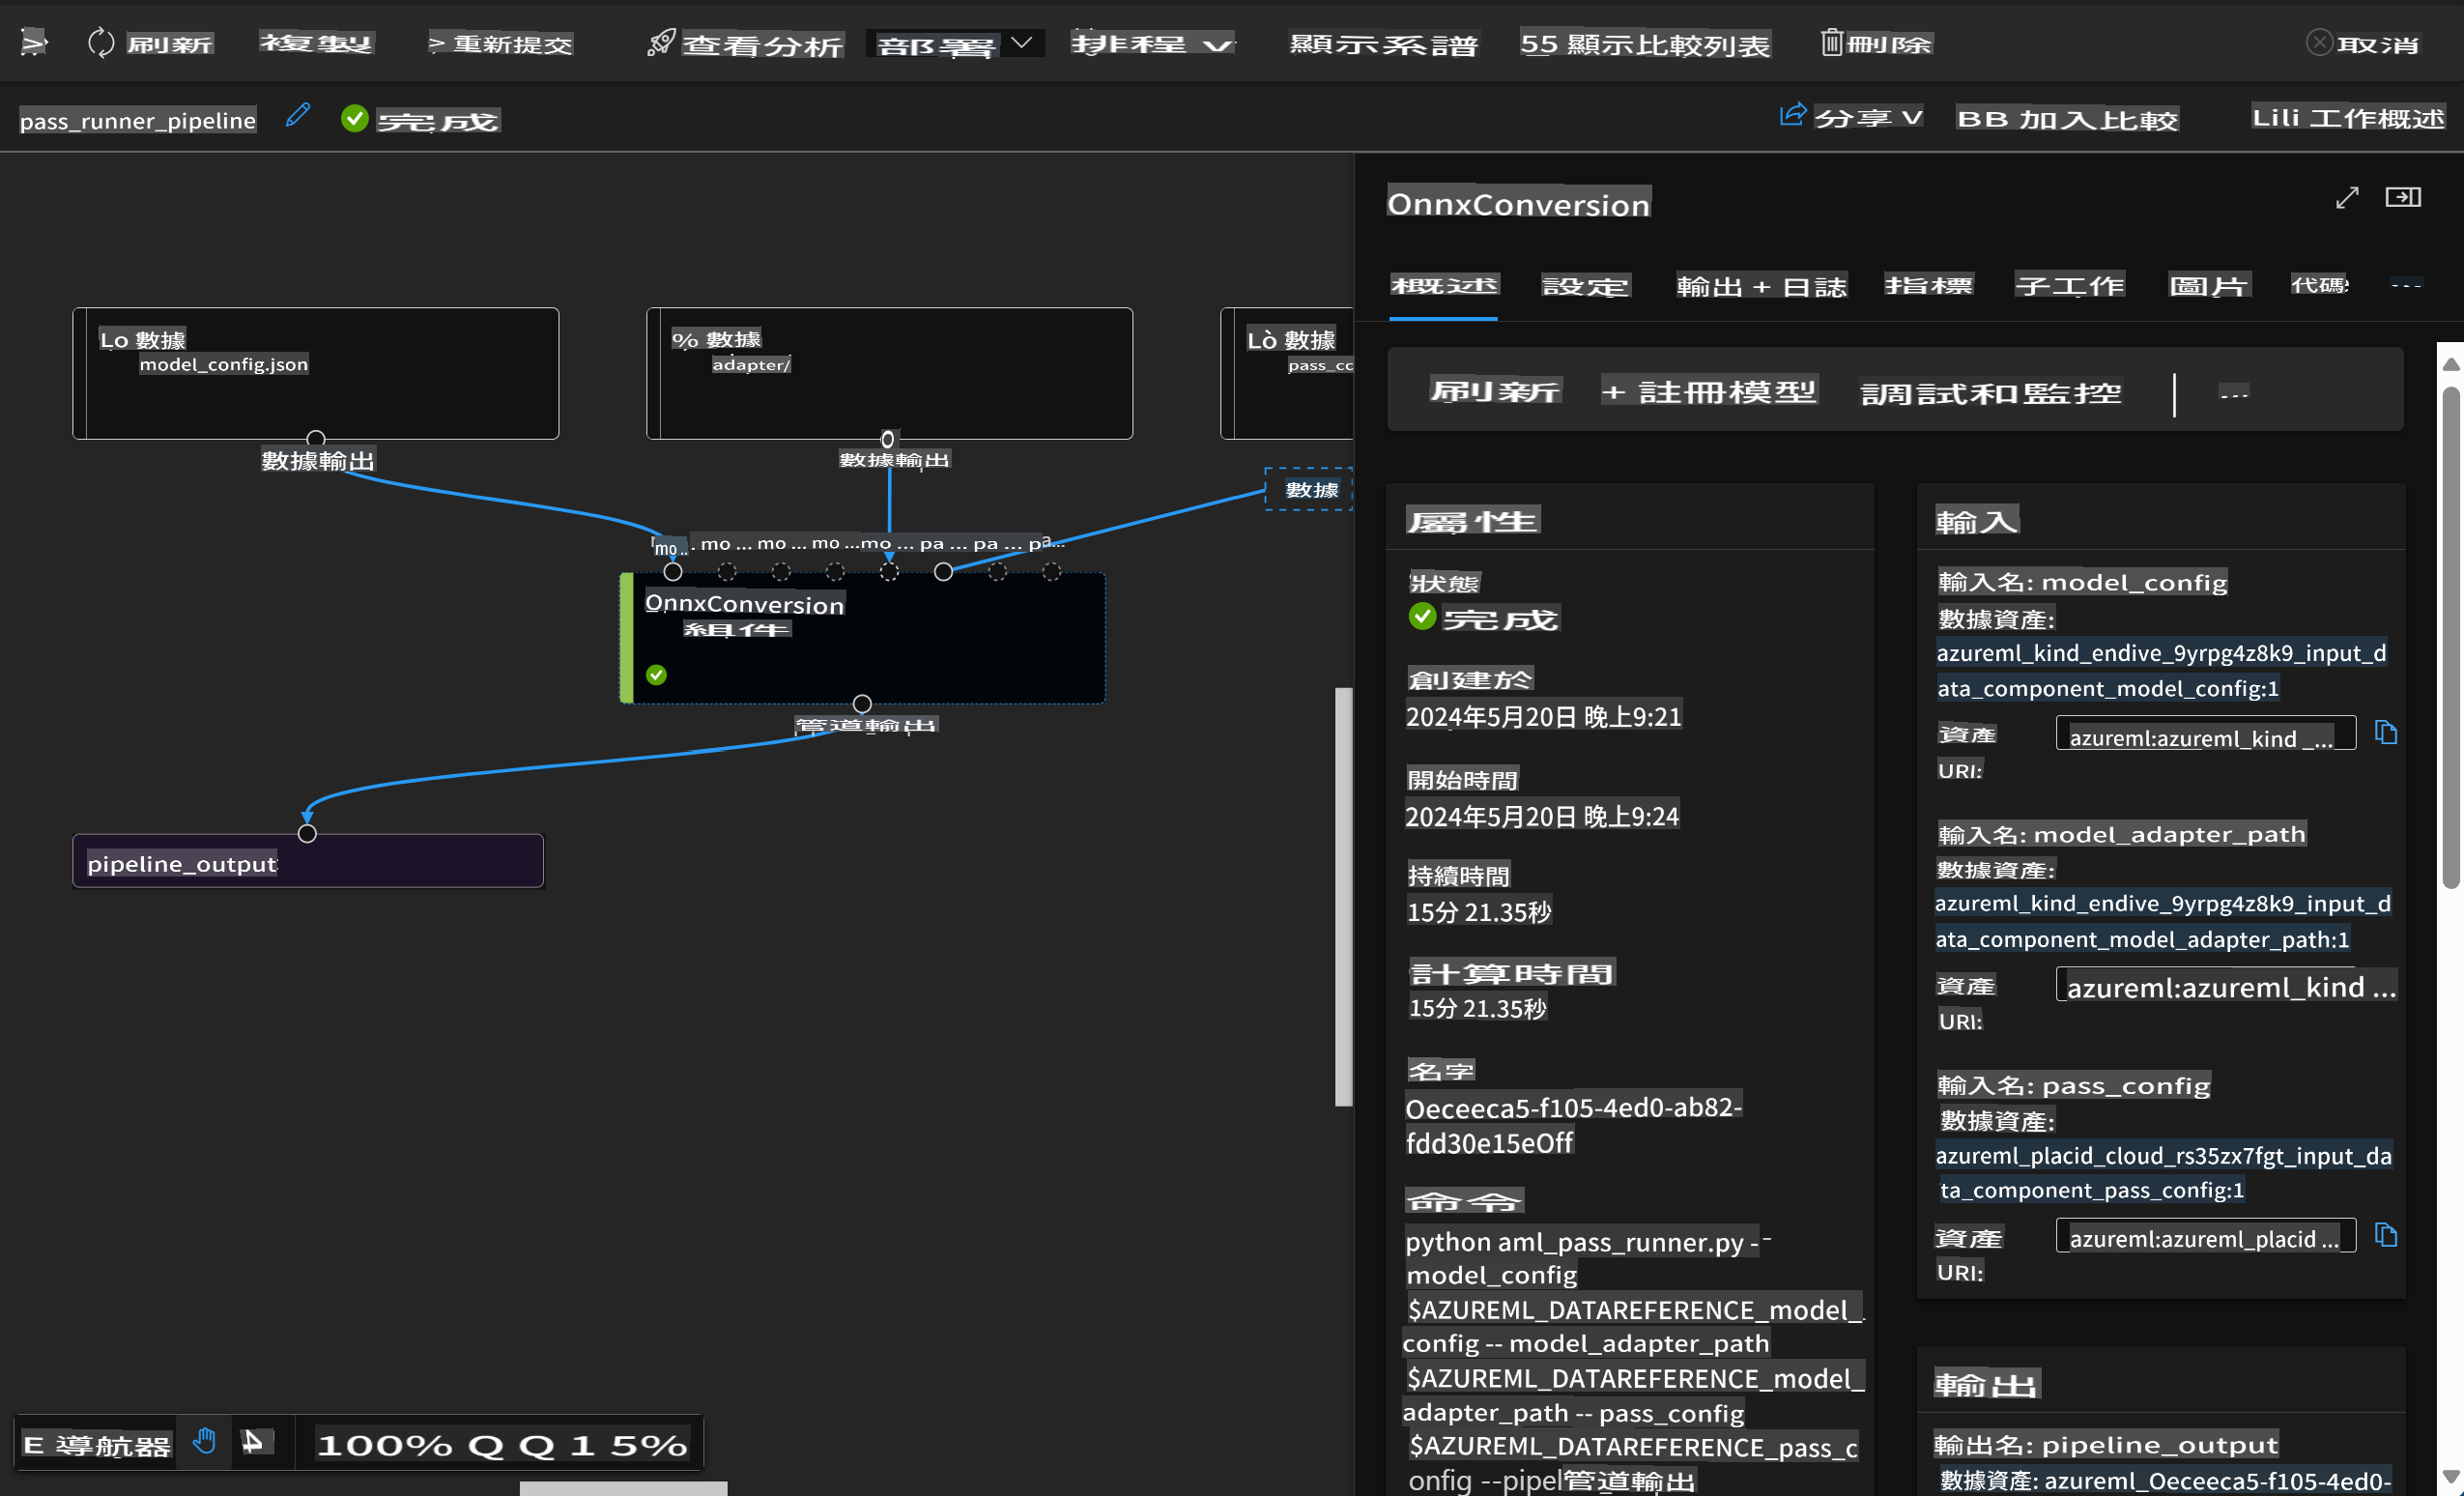 刷新 複製 > 重新提交 查看分析 部署 排程 ∨ 顯示系譜 55 顯示比較列表 刪除 取消
pass_runner_pipeline 完成 分享 V BB 加入比較 Lili 工作概述
OnnxConversion
概述 設定 輸出 + 日誌 指標 子工作 圖片 代碼 ...
刷新 + 註冊模型 調試和監控 ...
Lo 數據
model_config.json
數據輸出
% 數據
adapter/
數據輸出
Lò 數據
pass_cc
數據
mo .. . mo ... mo ... mo ... mo ... pa ... pa ... pa...
OnnxConversion
組件
管道輸出
pipeline_output
E 導航器 100% Q Q 1 5%
屬性
狀態
完成
創建於
2024年5月20日 晚上9:21
開始時間
2024年5月20日 晚上9:24
持續時間
15分 21.35秒
計算時間
15分 21.35秒
名字
Oeceeca5-f105-4ed0-ab82-
fdd30e15eOff
命令
python aml_pass_runner.py --
model_config
$AZUREML_DATAREFERENCE_model_
config -- model_adapter_path
$AZUREML_DATAREFERENCE_model_
adapter_path -- pass_config
$AZUREML_DATAREFERENCE_pass_c
onfig --pipel管道輸出
輸入
輸入名: model_config
數據資產:
azureml_kind_endive_9yrpg4z8k9_input_d
ata_component_model_config:1
資產 azureml:azureml_kind _...
URI:
輸入名: model_adapter_path
數據資產:
azureml_kind_endive_9yrpg4z8k9_input_d
ata_component_model_adapter_path:1
資產 azureml:azureml_kind ...
URI:
輸入名: pass_config
數據資產:
azureml_placid_cloud_rs35zx7fgt_input_da
ta_component_pass_config:1
資產 azureml:azureml_placid ...
URI:
輸出
輸出名: pipeline_output
數據資產: azureml_Oeceeca5-f105-4ed0-